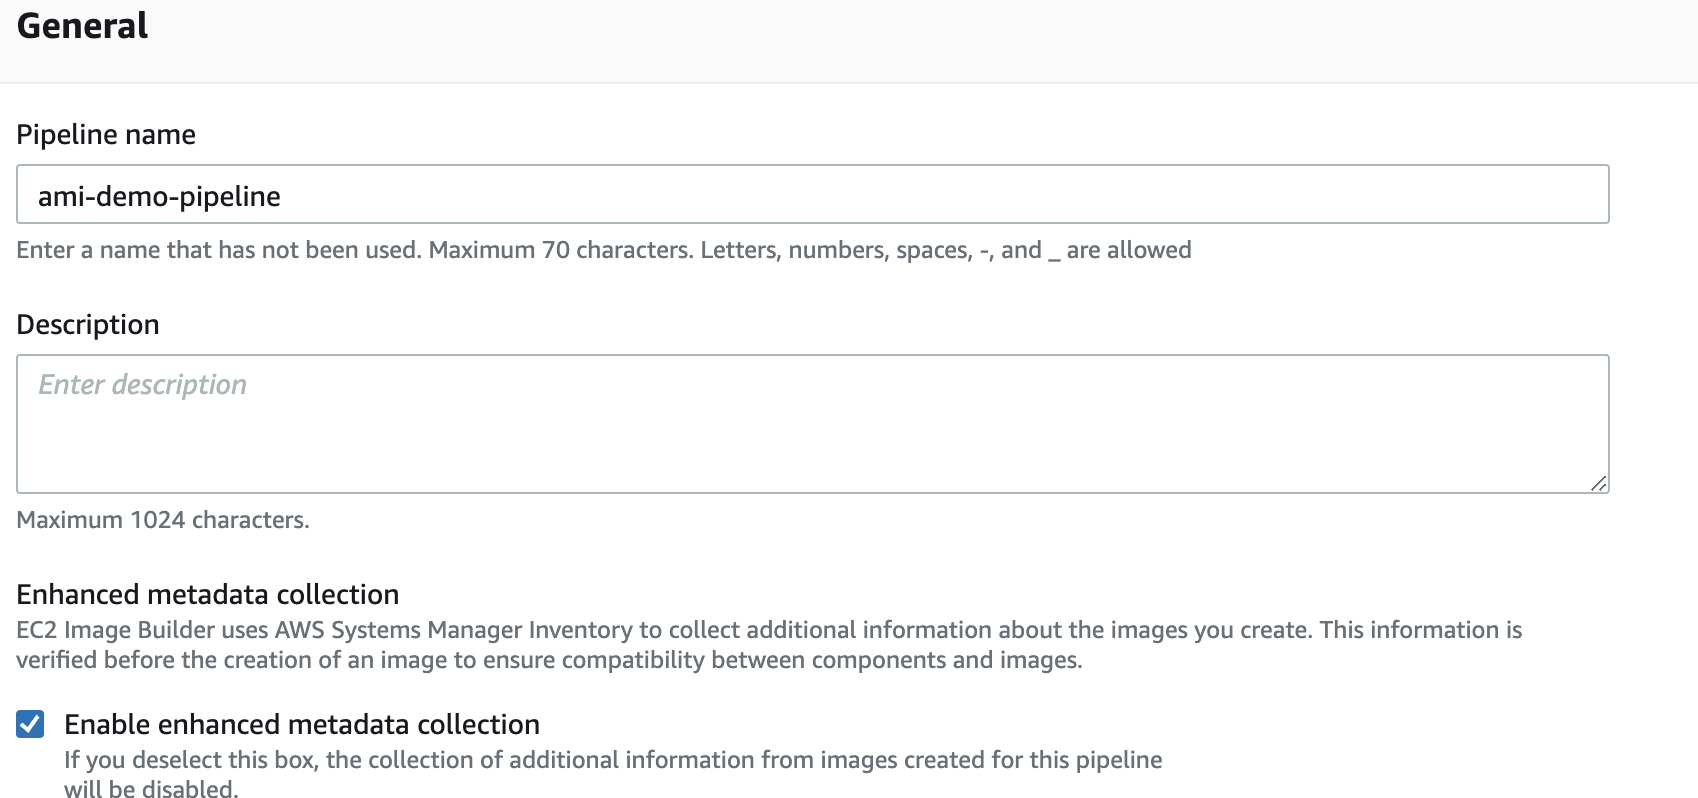 General
Pipeline name
ami-demo-pipeline
Enter a name that has not been used. Maximum 70 characters. Letters, numbers, spaces, -, and _ are allowed
Description
Enter description
Maximum 1024 characters.
Enhanced metadata collection
EC2 Image Builder uses AWS Systems Manager Inventory to collect additional information about the images you create. This information is
verified before the creation of an image to ensure compatibility between components and images.
Enable enhanced metadata collection
If you deselect this box, the collection of additional information from images created for this pipeline
will be disabled.